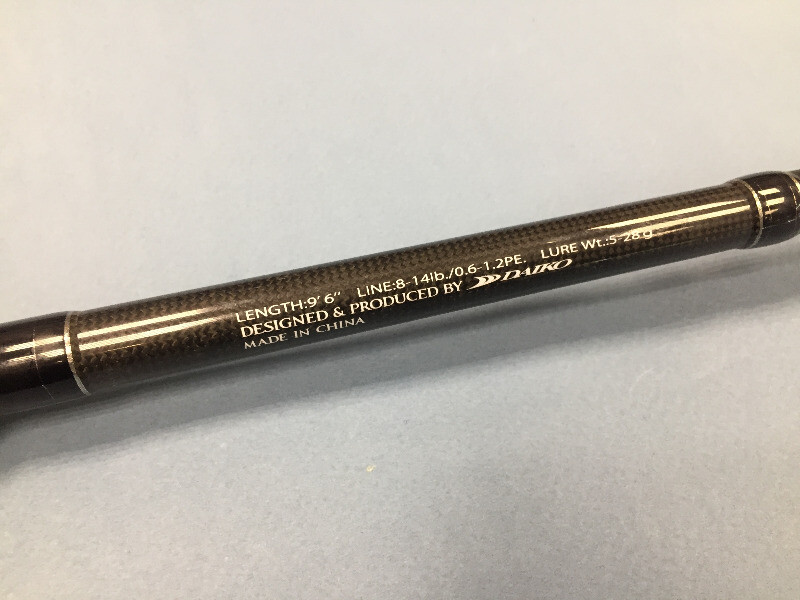 LENGTH:9'6" LINE:8-14lb./0.6-1.2PE. LURE Wt.:5-28g
DESIGNED & PRODUCED BY DAIKO
MADE IN CHINA